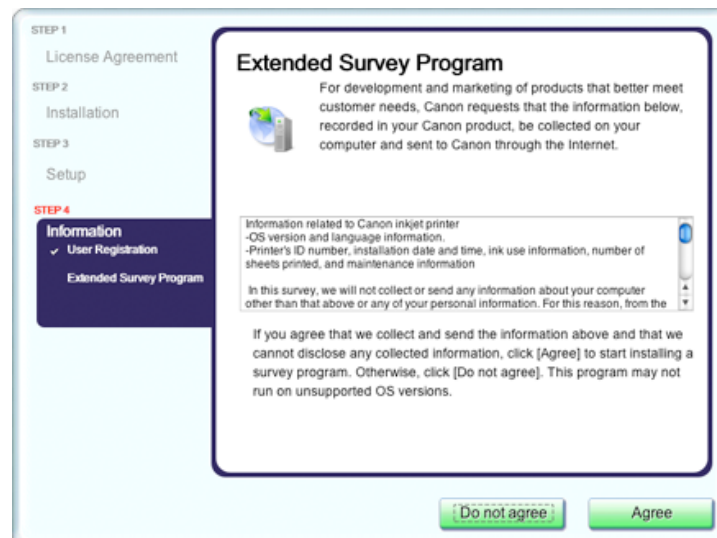 STEP 1
License Agreement
STEP 2
Installation
STEP 3
Setup
STEP 4
Information
User Registration
Extended Survey Program
Extended Survey Program
For development and marketing of products that better meet
customer needs, Canon requests that the information below,
recorded in your Canon product, be collected on your
computer and sent to Canon through the Internet.
Information related to Canon inkjet printer
-OS version and language information.
-Printer's ID number, installation date and time, ink use information, number of
sheets printed, and maintenance information
In this survey, we will not collect or send any information about your computer
other than that above or any of your personal information. For this reason, from the
If you agree that we collect and send the information above and that we
cannot disclose any collected information, click [Agree] to start installing a
survey program. Otherwise, click [Do not agree]. This program may not
run on unsupported OS versions.
Do not agree
Agree